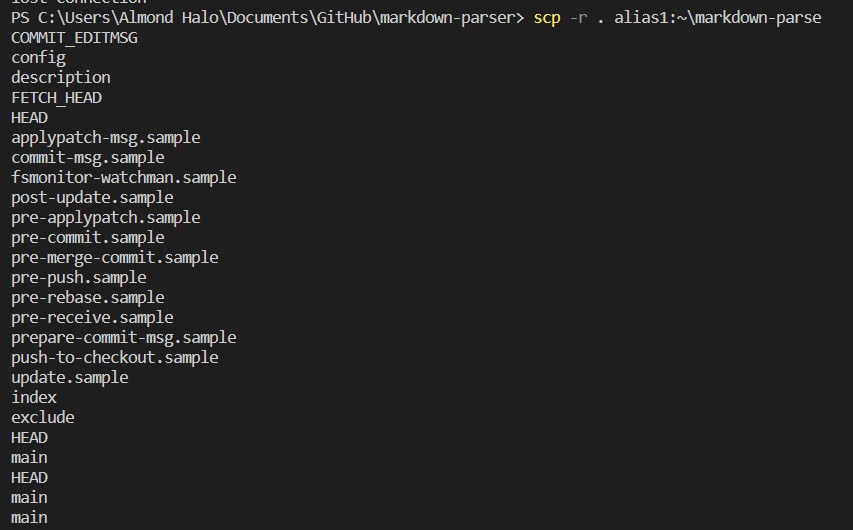 lost connection
PS C:\Users\Almond Halo\Documents\GitHub\markdown-parser> scp -r . alias1:~\markdown-parse
COMMIT_EDITMSG
config
description
FETCH_HEAD
HEAD
applypatch-msg.sample
commit-msg.sample
fsmonitor-watchman.sample
post-update.sample
pre-applypatch.sample
pre-commit.sample
pre-merge-commit.sample
pre-push.sample
pre-rebase.sample
pre-receive.sample
prepare-commit-msg.sample
push-to-checkout.sample
update.sample
index
exclude
HEAD
main
HEAD
main
main